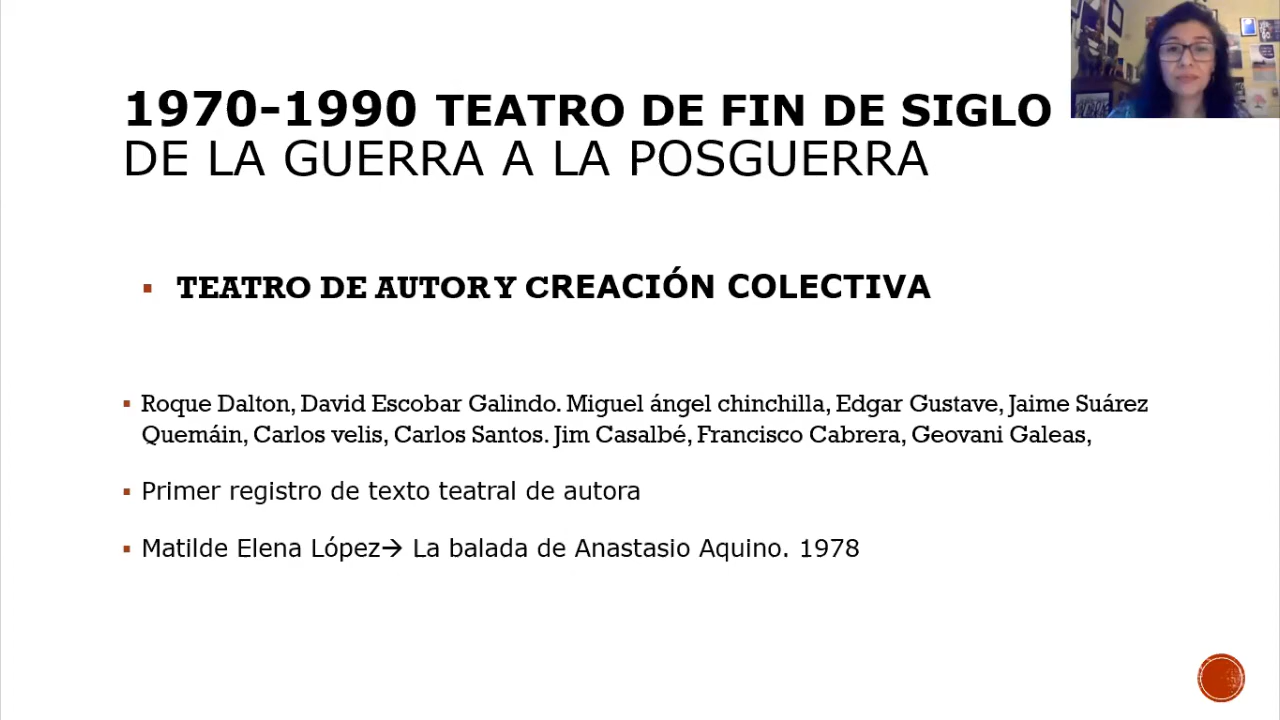 1970-1990 TEATRO DE FIN DE SIGLO
DE LA GUERRA A LA POSGUERRA
▪ TEATRO DE AUTOR Y CREACIÓN COLECTIVA
▪ Roque Dalton, David Escobar Galindo. Miguel ángel chinchilla, Edgar Gustave, Jaime Suárez
Quemáin, Carlos velis, Carlos Santos. Jim Casalbé, Francisco Cabrera, Geovani Galeas,
▪ Primer registro de texto teatral de autora
▪ Matilde Elena López→ La balada de Anastasio Aquino. 1978